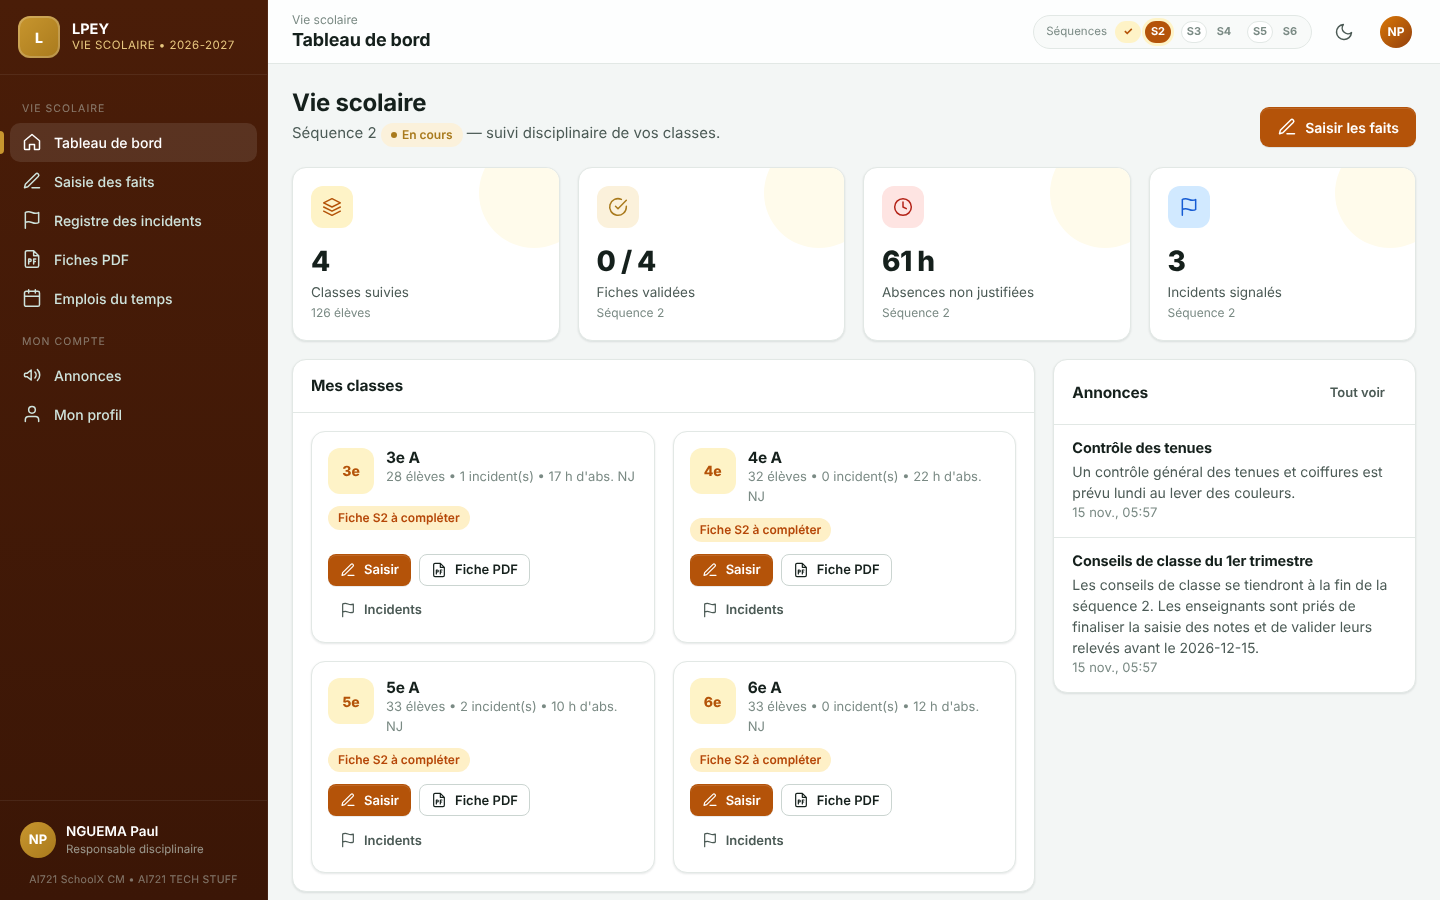 L
LPEY
VIE SCOLAIRE • 2026-2027
VIE SCOLAIRE
Tableau de bord
Saisie des faits
Registre des incidents
Fiches PDF
Emplois du temps
MON COMPTE
Annonces
Mon profil
NP
NGUEMA Paul
Responsable disciplinaire
AI721 SchoolX CM • AI721 TECH STUFF
Vie scolaire
Tableau de bord
Séquences S2 S3 S4 S5 S6
NP
Vie scolaire
Séquence 2 En cours — suivi disciplinaire de vos classes.
Saisir les faits
4
Classes suivies
126 élèves
0 / 4
Fiches validées
Séquence 2
61 h
Absences non justifiées
Séquence 2
3
Incidents signalés
Séquence 2
Mes classes
3e
3e A
28 élèves • 1 incident(s) • 17 h d'abs. NJ
Fiche S2 à compléter
Saisir
Fiche PDF
Incidents
4e
4e A
32 élèves • 0 incident(s) • 22 h d'abs.
NJ
Fiche S2 à compléter
Saisir
Fiche PDF
Incidents
5e
5e A
33 élèves • 2 incident(s) • 10 h d'abs.
NJ
Fiche S2 à compléter
Saisir
Fiche PDF
Incidents
6e
6e A
33 élèves • 0 incident(s) • 12 h d'abs.
NJ
Fiche S2 à compléter
Saisir
Fiche PDF
Incidents
Annonces
Tout voir
Contrôle des tenues
Un contrôle général des tenues et coiffures est
prévu lundi au lever des couleurs.
15 nov., 05:57
Conseils de classe du 1er trimestre
Les conseils de classe se tiendront à la fin de la
séquence 2. Les enseignants sont priés de
finaliser la saisie des notes et de valider leurs
relevés avant le 2026-12-15.
15 nov., 05:57